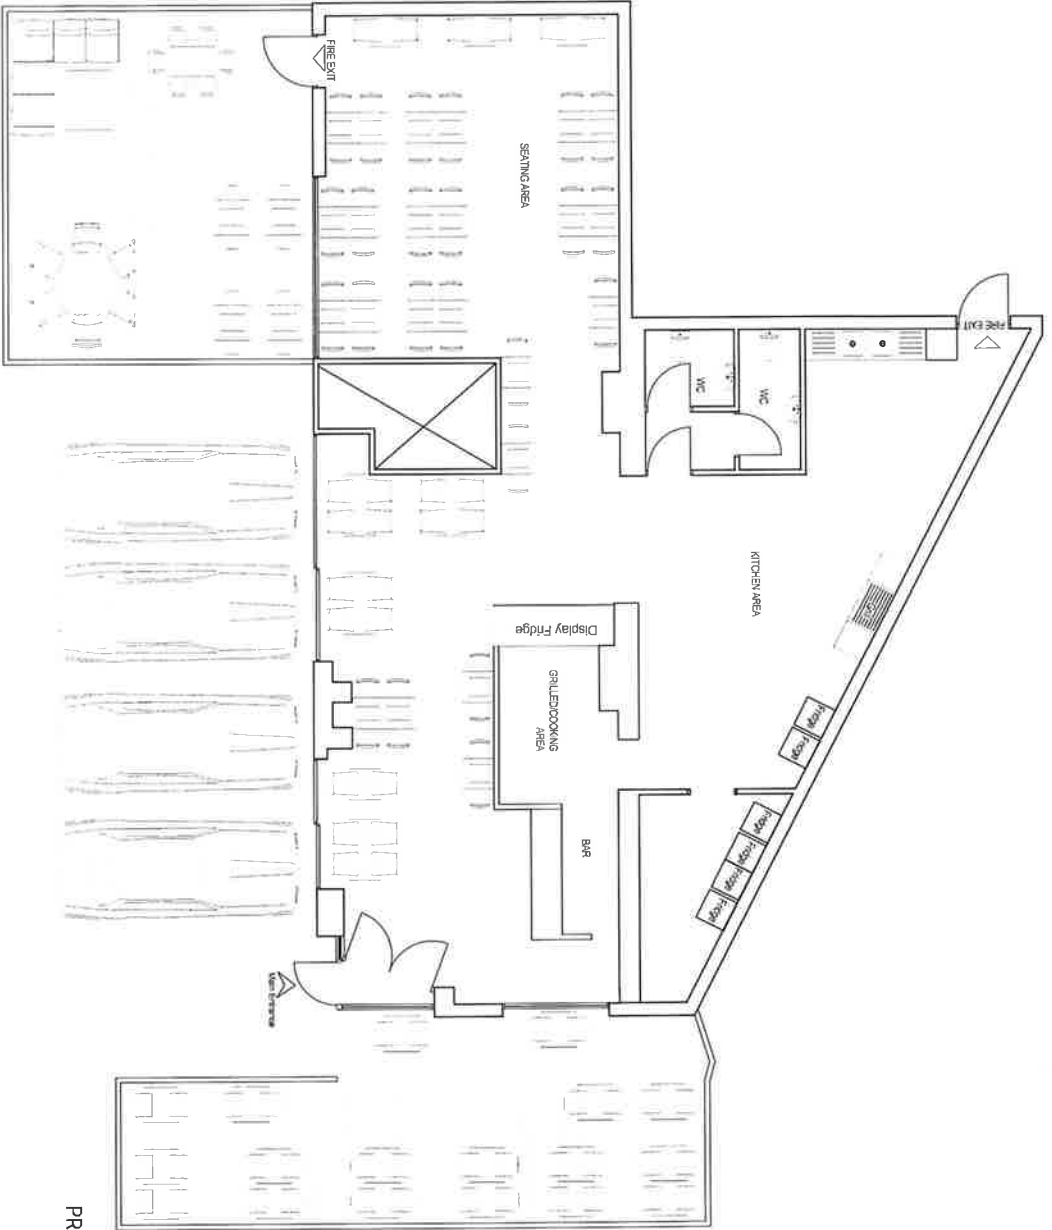 FIRE EXIT
SEATING AREA
FIRE EXIT
WC
WC
KITCHEN AREA
Display Fridge
GRILLED/COOKING
AREA
Fridge
Fridge
BAR
Fridge
Fridge
Fridge
Fridge
Main Entrance
PR